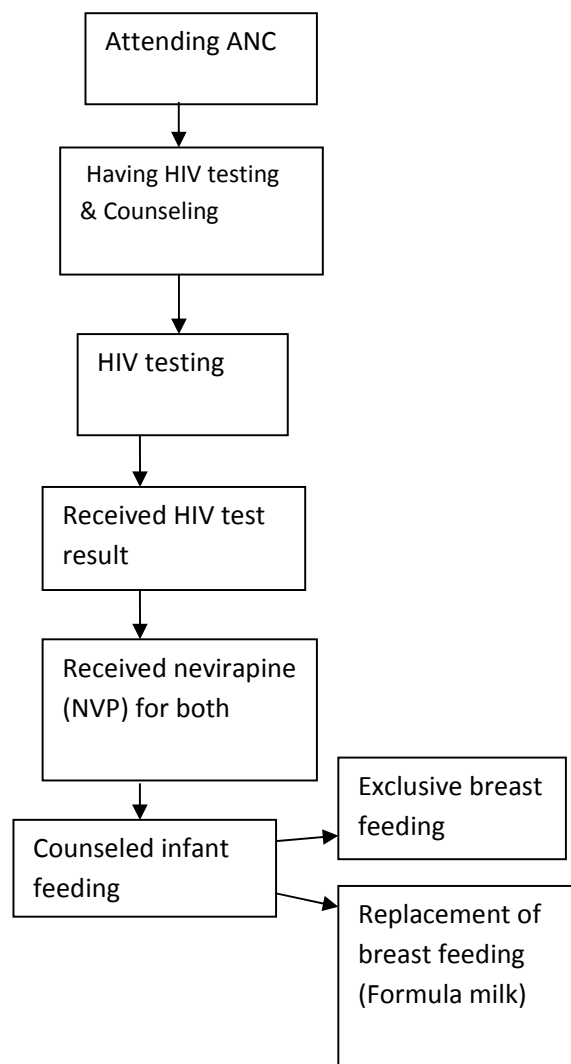 Attending ANC
Having HIV testing
& Counseling
HIV testing
Received HIV test
result
Received nevirapine
(NVP) for both
Counseled infant
feeding
Exclusive breast
feeding
Replacement of
breast feeding
(Formula milk)